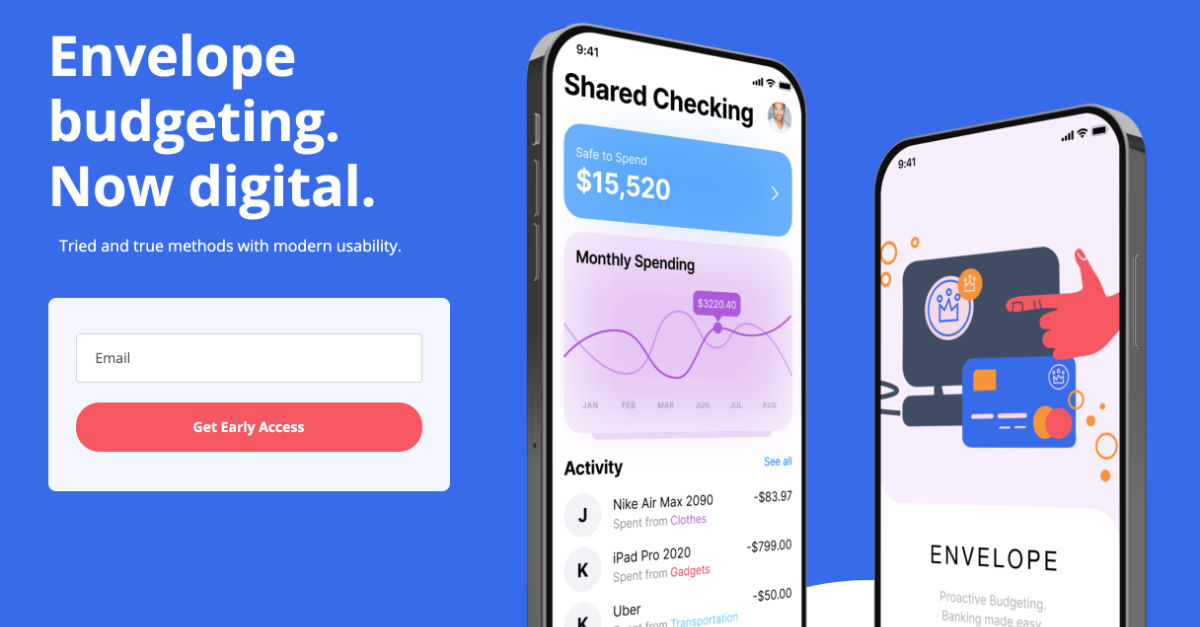 Envelope
budgeting.
Now digital.
Tried and true methods with modern usability.
Email
Get Early Access
9:41
Shared Checking
Safe to Spend
$15,520
Monthly Spending
$3220.40
JAN FEB MAR JUN JUL AUG
Activity See all
J Nike Air Max 2090 -$83.97
Spent from Clothes
K iPad Pro 2020 -$799.00
Spent from Gadgets
K Uber -$50.00
Spent from Transportation
9:41
ENVELOPE
Proactive Budgeting.
Banking made easy